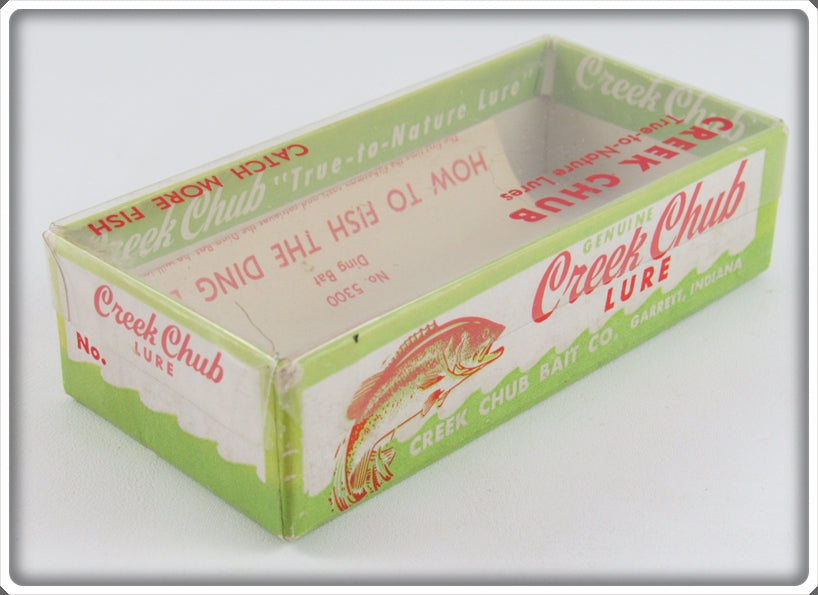 Creek Chub "True-to-Nature Lure"
Creek Chub
CATCH MORE FISH
CREEK CHUB
True-to-Nature Lures
HOW TO FISH THE DING
No. 5300
Ding Bat
GENUINE
Creek Chub
LURE
CREEK CHUB BAIT CO. GARRETT, INDIANA
Creek Chub
LURE
No.